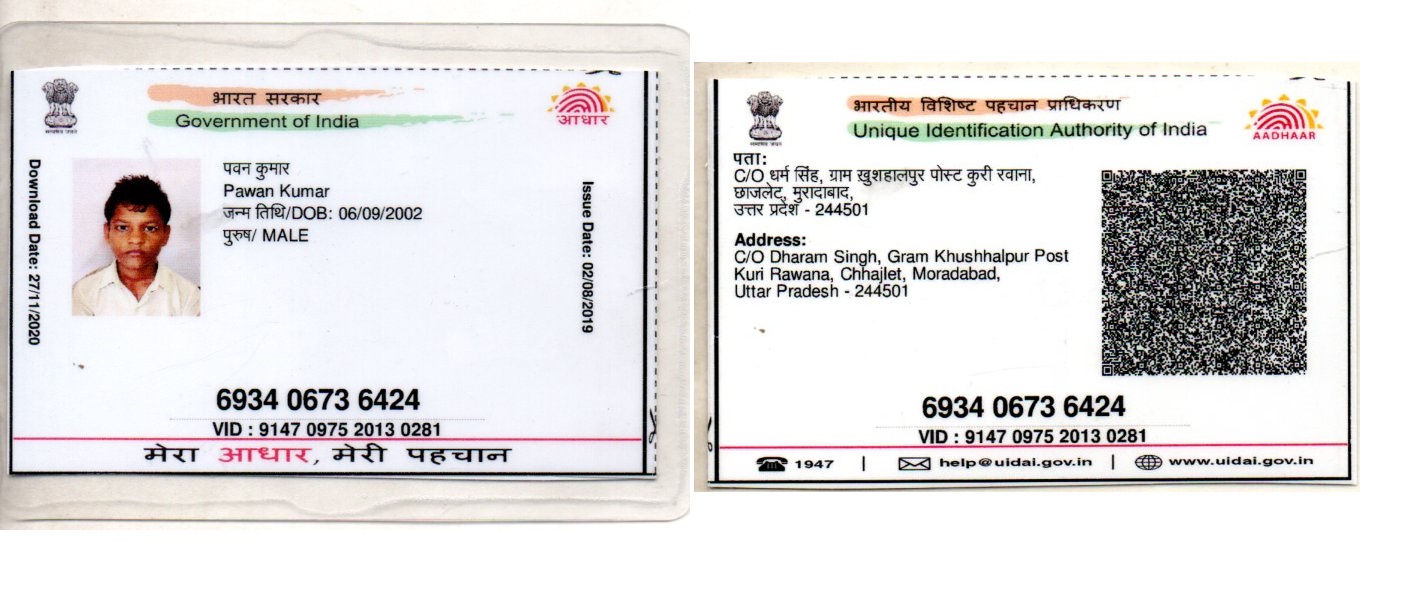 भारत सरकार
Government of India
आधार
Download Date: 27/11/2020
पवन कुमार
Pawan Kumar
जन्म तिथि/DOB: 06/09/2002
पुरुष/ MALE
Issue Date: 02/08/2019
6934 0673 6424
VID : 9147 0975 2013 0281
मेरा आधार, मेरी पहचान
भारतीय विशिष्ट पहचान प्राधिकरण
Unique Identification Authority of India
AADHAAR
पता:
C/O धर्म सिंह, ग्राम ख़ुशहालपुर पोस्ट कुरी रवाना,
छाजलेट, मुरादाबाद,
उत्तर प्रदेश - 244501
Address:
C/O Dharam Singh, Gram Khushhalpur Post
Kuri Rawana, Chhajlet, Moradabad,
Uttar Pradesh - 244501
6934 0673 6424
VID : 9147 0975 2013 0281
1947 | help@uidai.gov.in | www.uidai.gov.in